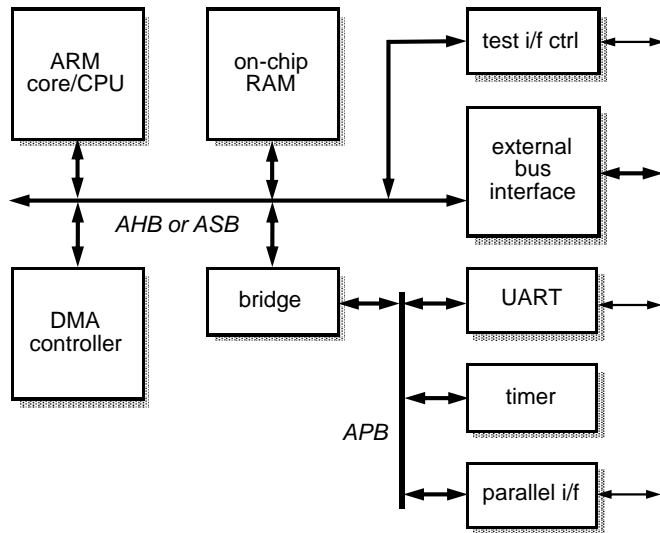 ARM
core/CPU
on-chip
RAM
test i/f ctrl
external
bus
interface
AHB or ASB
DMA
controller
bridge
UART
timer
APB
parallel i/f